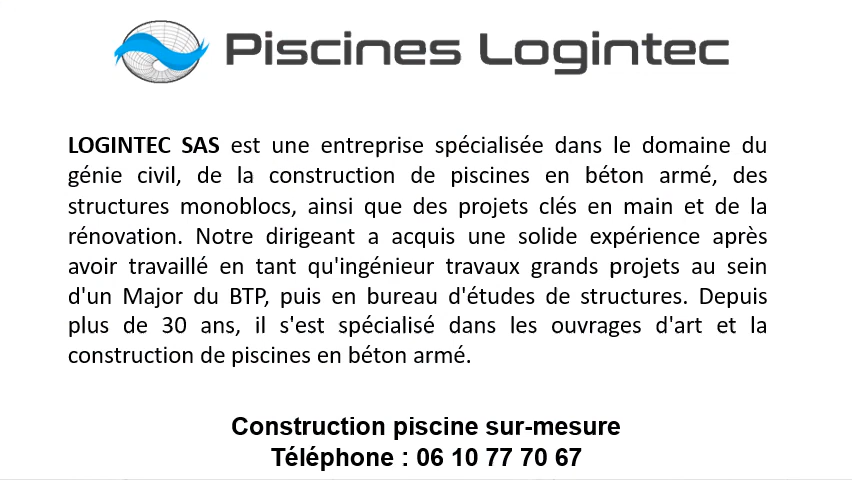 Piscines Logintec
LOGINTEC SAS est une entreprise spécialisée dans le domaine du
génie civil, de la construction de piscines en béton armé, des
structures monoblocs, ainsi que des projets clés en main et de la
rénovation. Notre dirigeant a acquis une solide expérience après
avoir travaillé en tant qu'ingénieur travaux grands projets au sein
d'un Major du BTP, puis en bureau d'études de structures. Depuis
plus de 30 ans, il s'est spécialisé dans les ouvrages d'art et la
construction de piscines en béton armé.
Construction piscine sur-mesure
Téléphone : 06 10 77 70 67